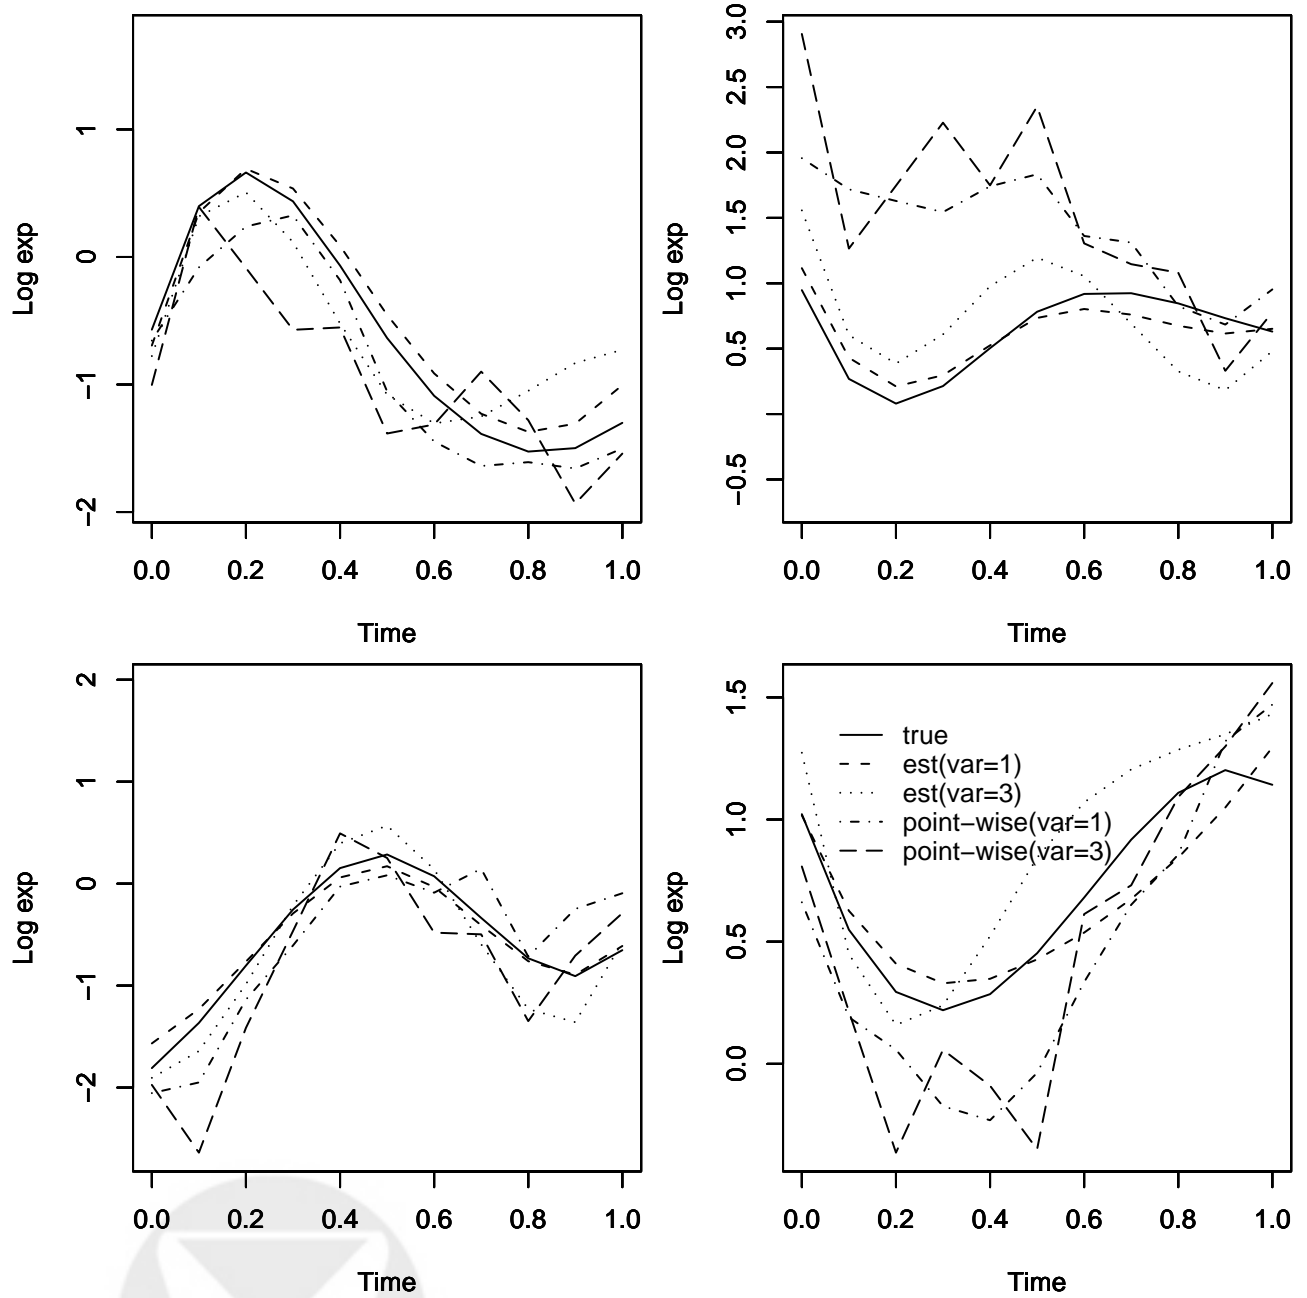 1
0
−1
−2
Log exp
0.0 0.2 0.4 0.6 0.8 1.0
Time
3.0
2.5
2.0
1.5
1.0
0.5
−0.5
Log exp
0.0 0.2 0.4 0.6 0.8 1.0
Time
2
1
0
−1
−2
Log exp
0.0 0.2 0.4 0.6 0.8 1.0
Time
1.5
1.0
0.5
0.0
Log exp
true
est(var=1)
est(var=3)
point−wise(var=1)
point−wise(var=3)
0.0 0.2 0.4 0.6 0.8 1.0
Time